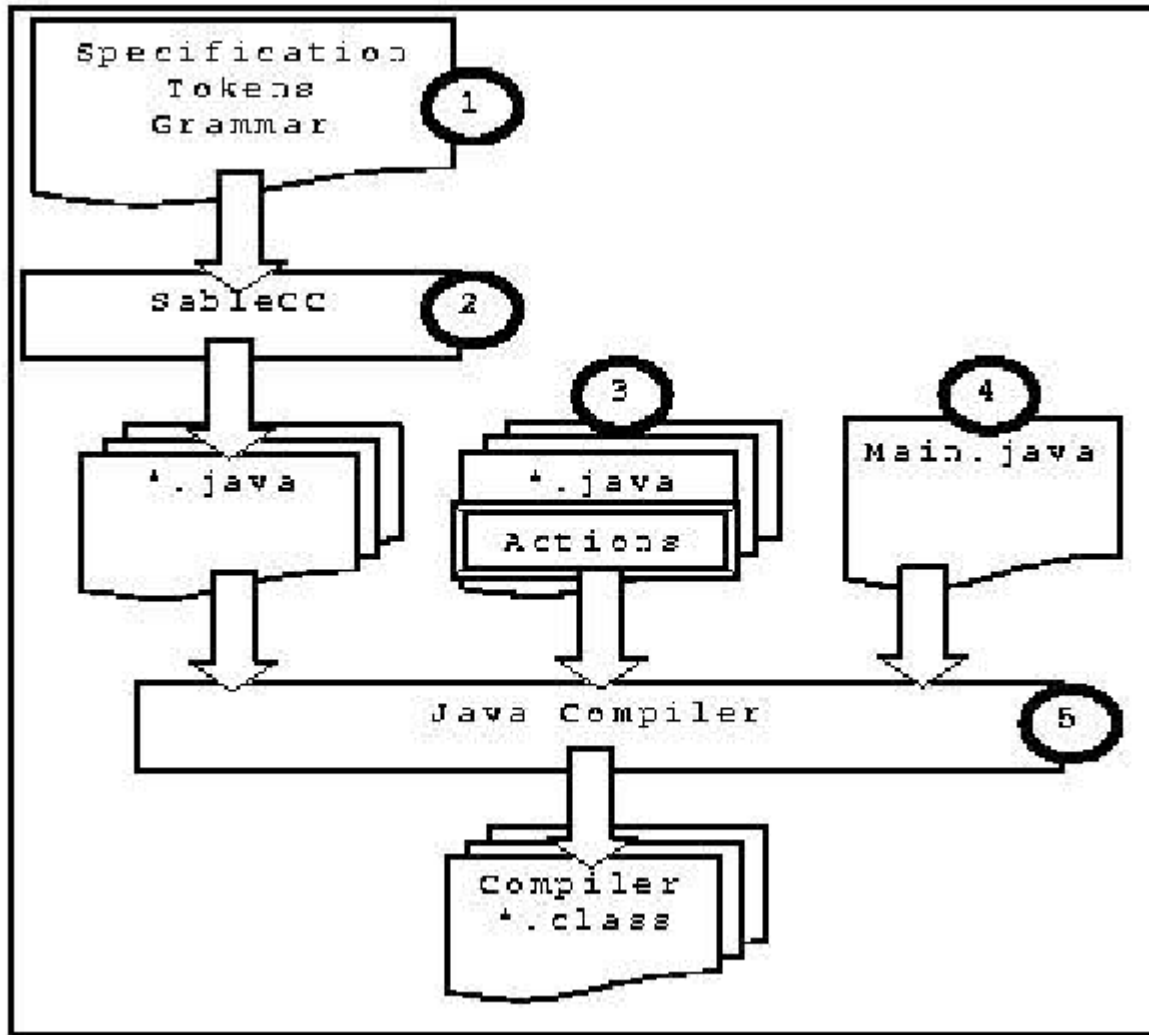 Specification
Tokens
Grammar
1
SableCC
2
3
4
*.java
*.java
Main.java
Actions
Java Compiler
5
Compiler
*.class